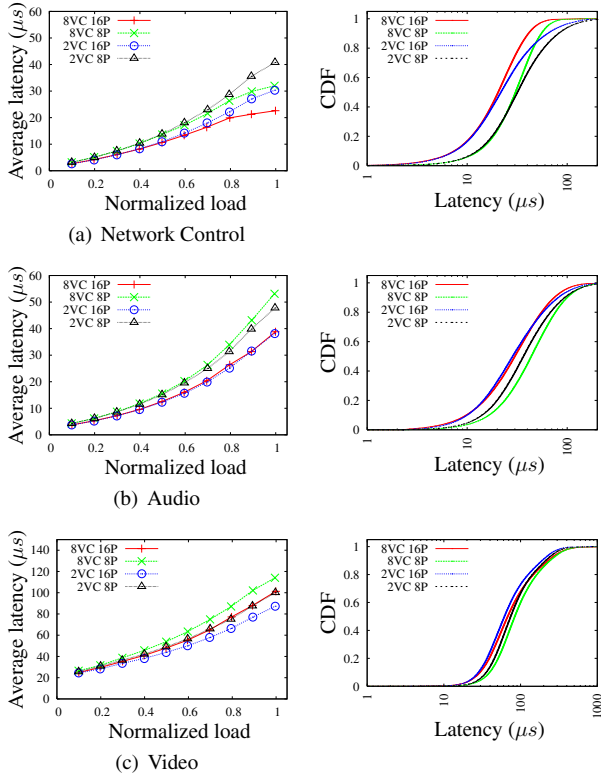 60
50
40
30
20
10
0
Average latency (μs)
8VC 16P
8VC 8P
2VC 16P
2VC 8P
0 0.2 0.4 0.6 0.8 1
Normalized load
1
0.8
0.6
0.4
0.2
0
CDF
8VC 16P
8VC 8P
2VC 16P
2VC 8P
1 10 100
Latency (μs)
(a) Network Control
60
50
40
30
20
10
0
Average latency (μs)
8VC 16P
8VC 8P
2VC 16P
2VC 8P
0 0.2 0.4 0.6 0.8 1
Normalized load
1
0.8
0.6
0.4
0.2
0
CDF
8VC 16P
8VC 8P
2VC 16P
2VC 8P
1 10 100
Latency (μs)
(b) Audio
140
120
100
80
60
40
20
0
Average latency (μs)
8VC 16P
8VC 8P
2VC 16P
2VC 8P
0 0.2 0.4 0.6 0.8 1
Normalized load
1
0.8
0.6
0.4
0.2
0
CDF
8VC 16P
8VC 8P
2VC 16P
2VC 8P
1 10 100 1000
Latency (μs)
(c) Video